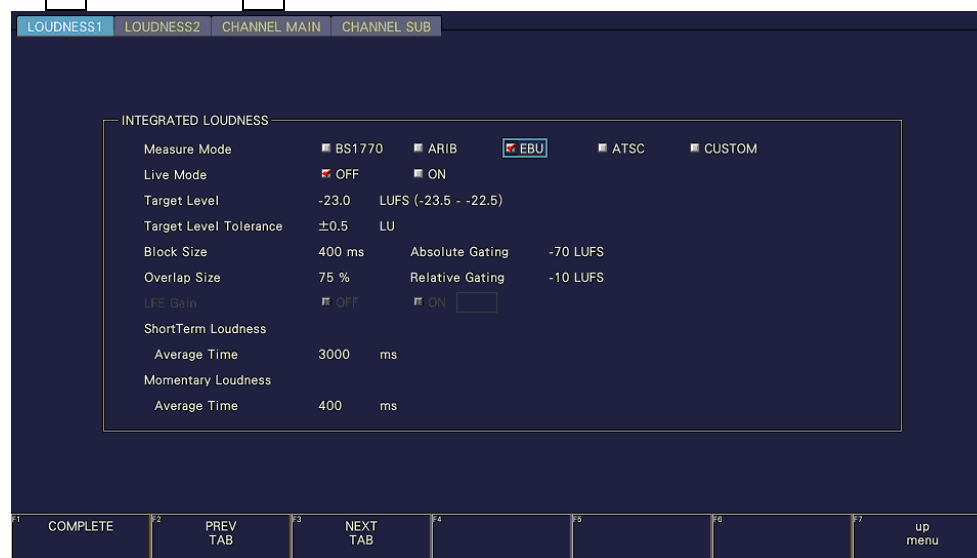 LOUDNESS1 LOUDNESS2 CHANNEL MAIN CHANNEL SUB
INTEGRATED LOUDNESS
Measure Mode BS1770 ARIB EBU ATSC CUSTOM
Live Mode OFF ON
Target Level -23.0 LUFS (-23.5 - -22.5)
Target Level Tolerance ±0.5 LU
Block Size 400 ms Absolute Gating -70 LUFS
Overlap Size 75 % Relative Gating -10 LUFS
LFE Gain OFF ON
ShortTerm Loudness
Average Time 3000 ms
Momentary Loudness
Average Time 400 ms
F1 COMPLETE F2 PREV TAB F3 NEXT TAB F4 F5 F6 F7 up menu